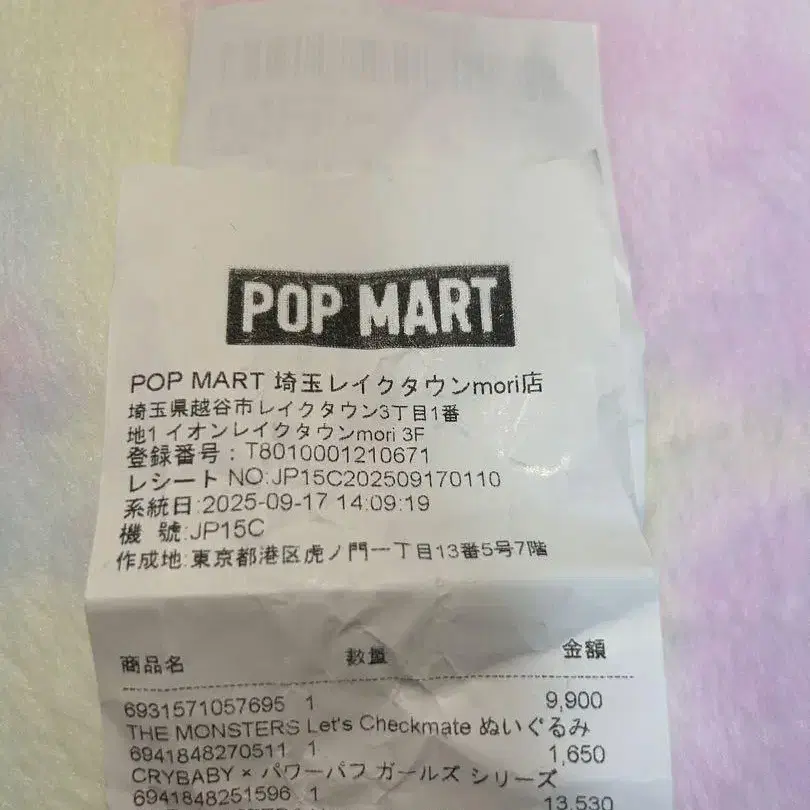 POP MART
POP MART 埼玉レイクタウンmori店
埼玉県越谷市レイクタウン3丁目1番
地1 イオンレイクタウンmori 3F
登録番号：T8010001210671
レシート NO:JP15C202509170110
系統日:2025-09-17 14:09:19
機 號:JP15C
作成地:東京都港区虎ノ門一丁目13番5号7階
商品名 数量 金額
6931571057695 1 9,900
THE MONSTERS Let's Checkmate ぬいぐるみ
6941848270511 1 1,650
CRYBABY × パワーパフ ガールズ シリーズ
6941848251596 1 13,530